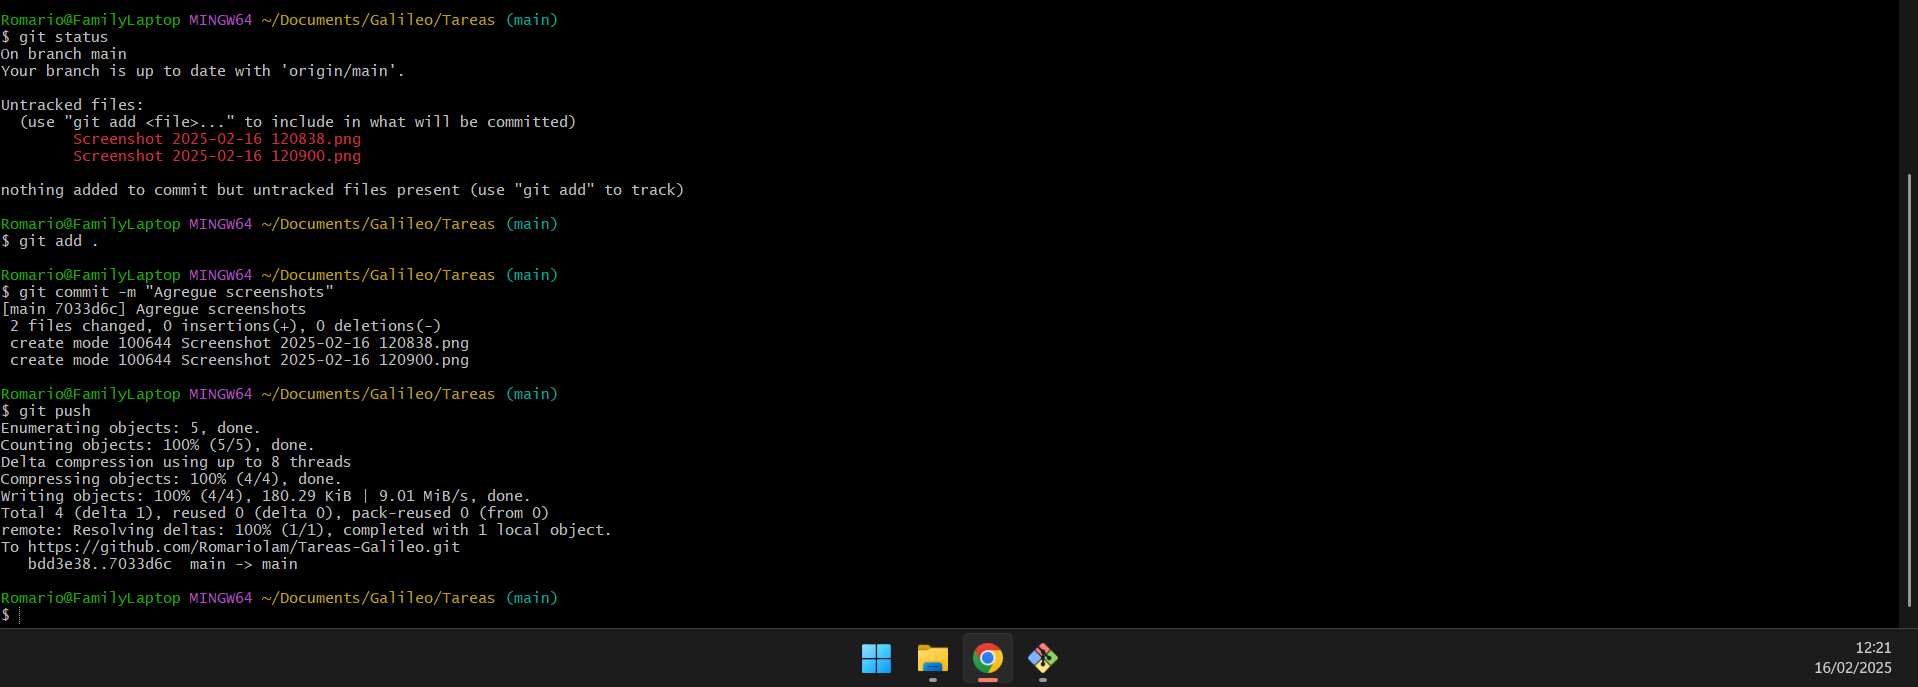 Romario@FamilyLaptop MINGW64 ~/Documents/Galileo/Tareas (main)
$ git status
On branch main
Your branch is up to date with 'origin/main'.
Untracked files:
(use "git add <file>..." to include in what will be committed)
Screenshot 2025-02-16 120838.png
Screenshot 2025-02-16 120900.png
nothing added to commit but untracked files present (use "git add" to track)
Romario@FamilyLaptop MINGW64 ~/Documents/Galileo/Tareas (main)
$ git add .
Romario@FamilyLaptop MINGW64 ~/Documents/Galileo/Tareas (main)
$ git commit -m "Agregue screenshots"
[main 7033d6c] Agregue screenshots
2 files changed, 0 insertions(+), 0 deletions(-)
create mode 100644 Screenshot 2025-02-16 120838.png
create mode 100644 Screenshot 2025-02-16 120900.png
Romario@FamilyLaptop MINGW64 ~/Documents/Galileo/Tareas (main)
$ git push
Enumerating objects: 5, done.
Counting objects: 100% (5/5), done.
Delta compression using up to 8 threads
Compressing objects: 100% (4/4), done.
Writing objects: 100% (4/4), 180.29 KiB | 9.01 MiB/s, done.
Total 4 (delta 1), reused 0 (delta 0), pack-reused 0 (from 0)
remote: Resolving deltas: 100% (1/1), completed with 1 local object.
To https://github.com/Romariolam/Tareas-Galileo.git
bdd3e38..7033d6c  main -> main
Romario@FamilyLaptop MINGW64 ~/Documents/Galileo/Tareas (main)
$
12:21
16/02/2025